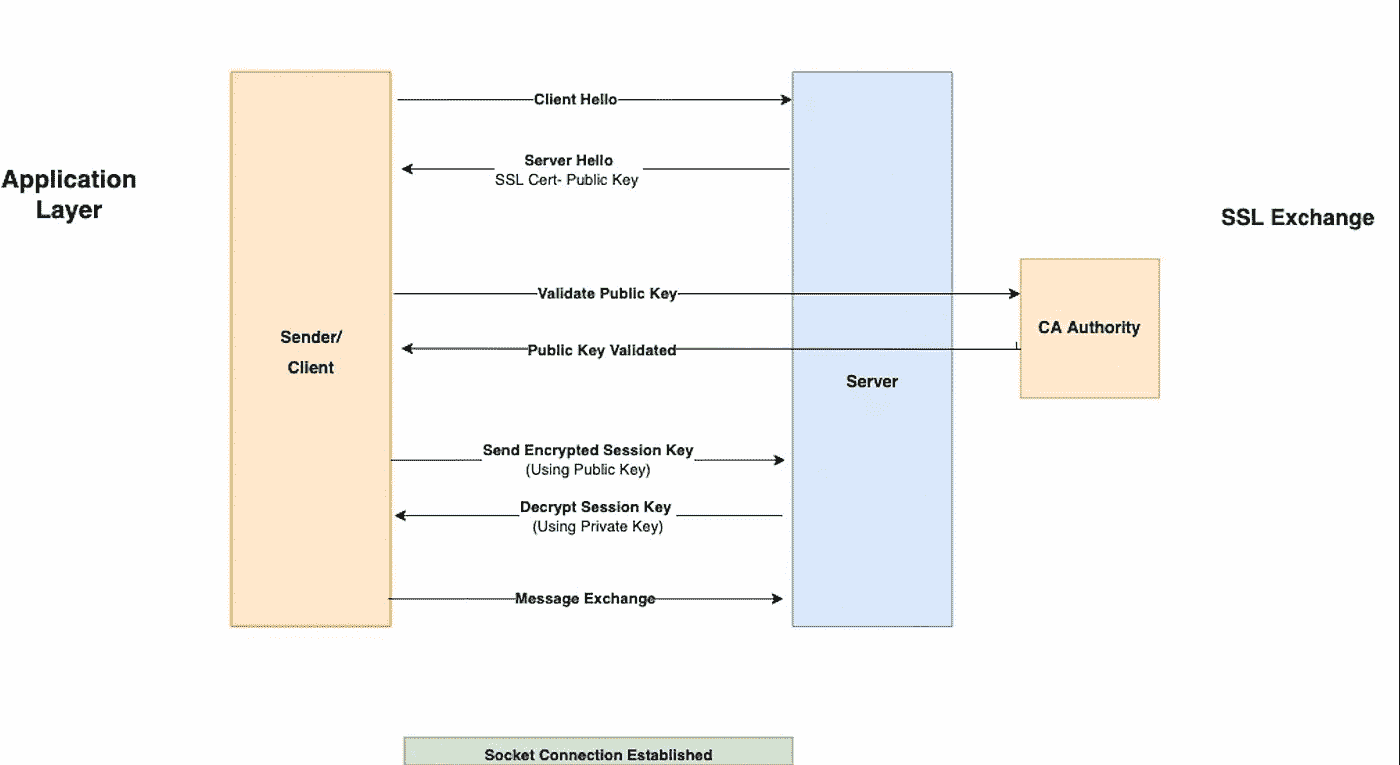 Client Hello
Server Hello
SSL Cert- Public Key
Application
Layer
SSL Exchange
Validate Public Key
CA Authority
Sender/
Client
Public Key Validated
Server
Send Encrypted Session Key
(Using Public Key)
Decrypt Session Key
(Using Private Key)
Message Exchange
Socket Connection Established